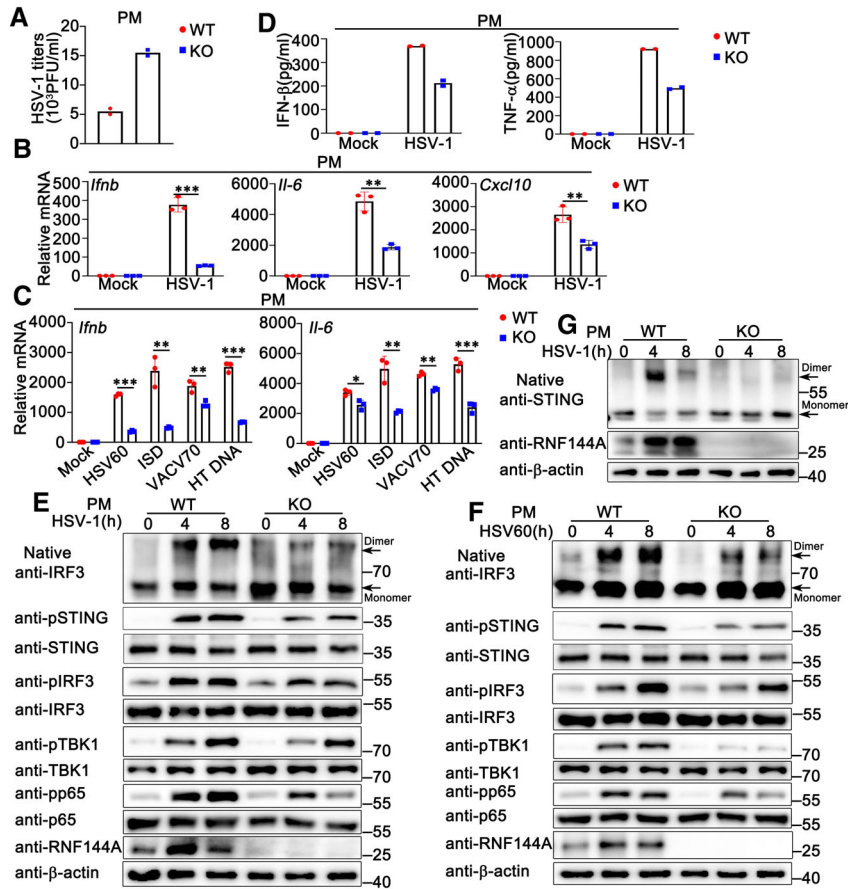 A
PM
HSV-1 titers
(10³PFU/ml)
20
15
10
5
0
WT
KO
D
PM
IFN-β(pg/ml)
400
300
200
100
0
Mock
HSV-1
TNF-α(pg/ml)
1000
800
600
400
200
0
Mock
HSV-1
WT
KO
B
PM
Relative mRNA
Ifnb
500
400
300
200
100
0
***
Mock
HSV-1
Il-6
6000
4000
2000
0
**
Mock
HSV-1
Cxcl10
4000
3000
2000
1000
0
**
Mock
HSV-1
WT
KO
C
PM
Relative mRNA
Ifnb
4000
3000
2000
1000
0
***
**
**
***
Mock
HSV60
ISD
VACV70
HT DNA
Il-6
8000
6000
4000
2000
0
*
**
**
***
Mock
HSV60
ISD
VACV70
HT DNA
WT
KO
G
PM WT KO
HSV-1(h) 0 4 8 0 4 8
Native
anti-STING
Dimer
55
Monomer
anti-RNF144A
25
anti-β-actin
40
E
PM WT KO
HSV-1(h) 0 4 8 0 4 8
Native
anti-IRF3
Dimer
70
Monomer
anti-pSTING
35
anti-STING
35
anti-pIRF3
55
anti-IRF3
55
anti-pTBK1
70
anti-TBK1
70
anti-pp65
55
anti-p65
55
anti-RNF144A
25
anti-β-actin
40
F
PM WT KO
HSV60(h) 0 4 8 0 4 8
Native
anti-IRF3
Dimer
70
Monomer
anti-pSTING
35
anti-STING
35
anti-pIRF3
55
anti-IRF3
55
anti-pTBK1
70
anti-TBK1
70
anti-pp65
55
anti-p65
55
anti-RNF144A
25
anti-β-actin
40